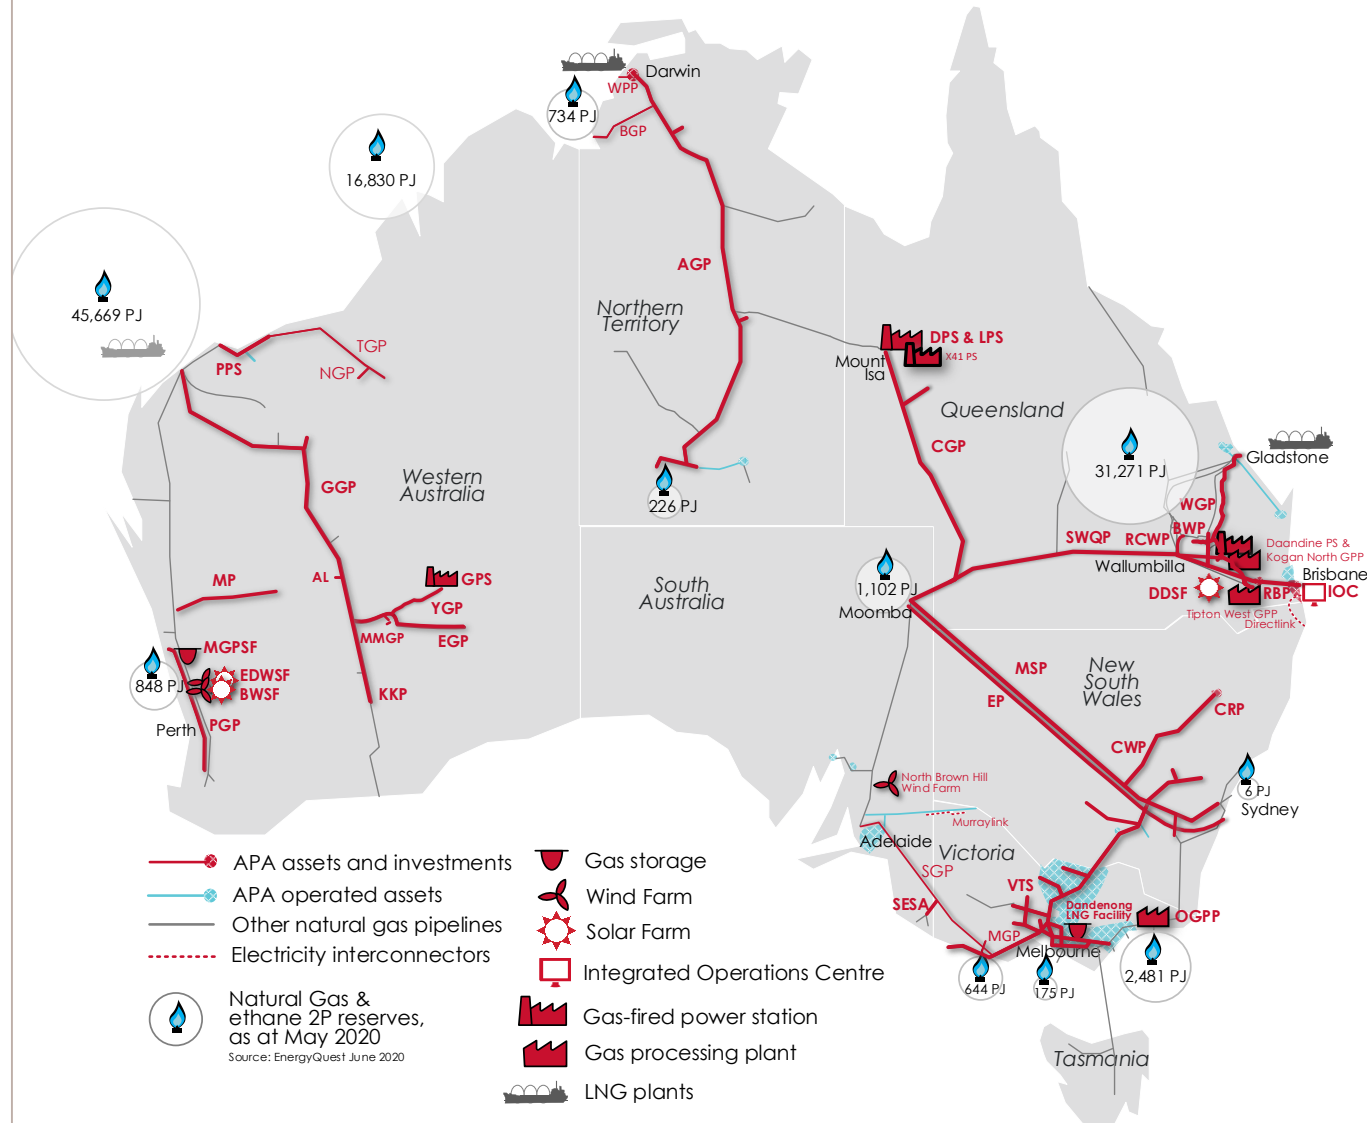 Darwin
WPP
734 PJ
BGP
16,830 PJ
AGP
45,669 PJ
Northern
Territory
TGP
PPS
NGP
DPS & LPS
X41 PS
Mount
Isa
Queensland
CGP
31,271 PJ
Gladstone
Western
Australia
GGP
226 PJ
WGP
BWP
SWQP
RCWP
Daandine PS &
Kogan North GPP
Wallumbilla
Brisbane
AL
GPS
MP
YGP
South
Australia
1,102 PJ
Moomba
DDSF
RBP
IOC
Tipton West GPP
Directlink
MMGP
EGP
MGPSF
EDWSF
BWSF
848 PJ
KKP
PGP
Perth
MSP
EP
New
South
Wales
CRP
CWP
North Brown Hill
Wind Farm
6 PJ
Sydney
Murraylink
Adelaide
Victoria
SGP
VTS
SESA
Dandenong
LNG Facility
OGPP
MGP
Melbourne
644 PJ
175 PJ
2,481 PJ
Tasmania
APA assets and investments
APA operated assets
Other natural gas pipelines
Electricity interconnectors
Natural Gas &
ethane 2P reserves,
as at May 2020
Source: EnergyQuest June 2020
Gas storage
Wind Farm
Solar Farm
Integrated Operations Centre
Gas-fired power station
Gas processing plant
LNG plants